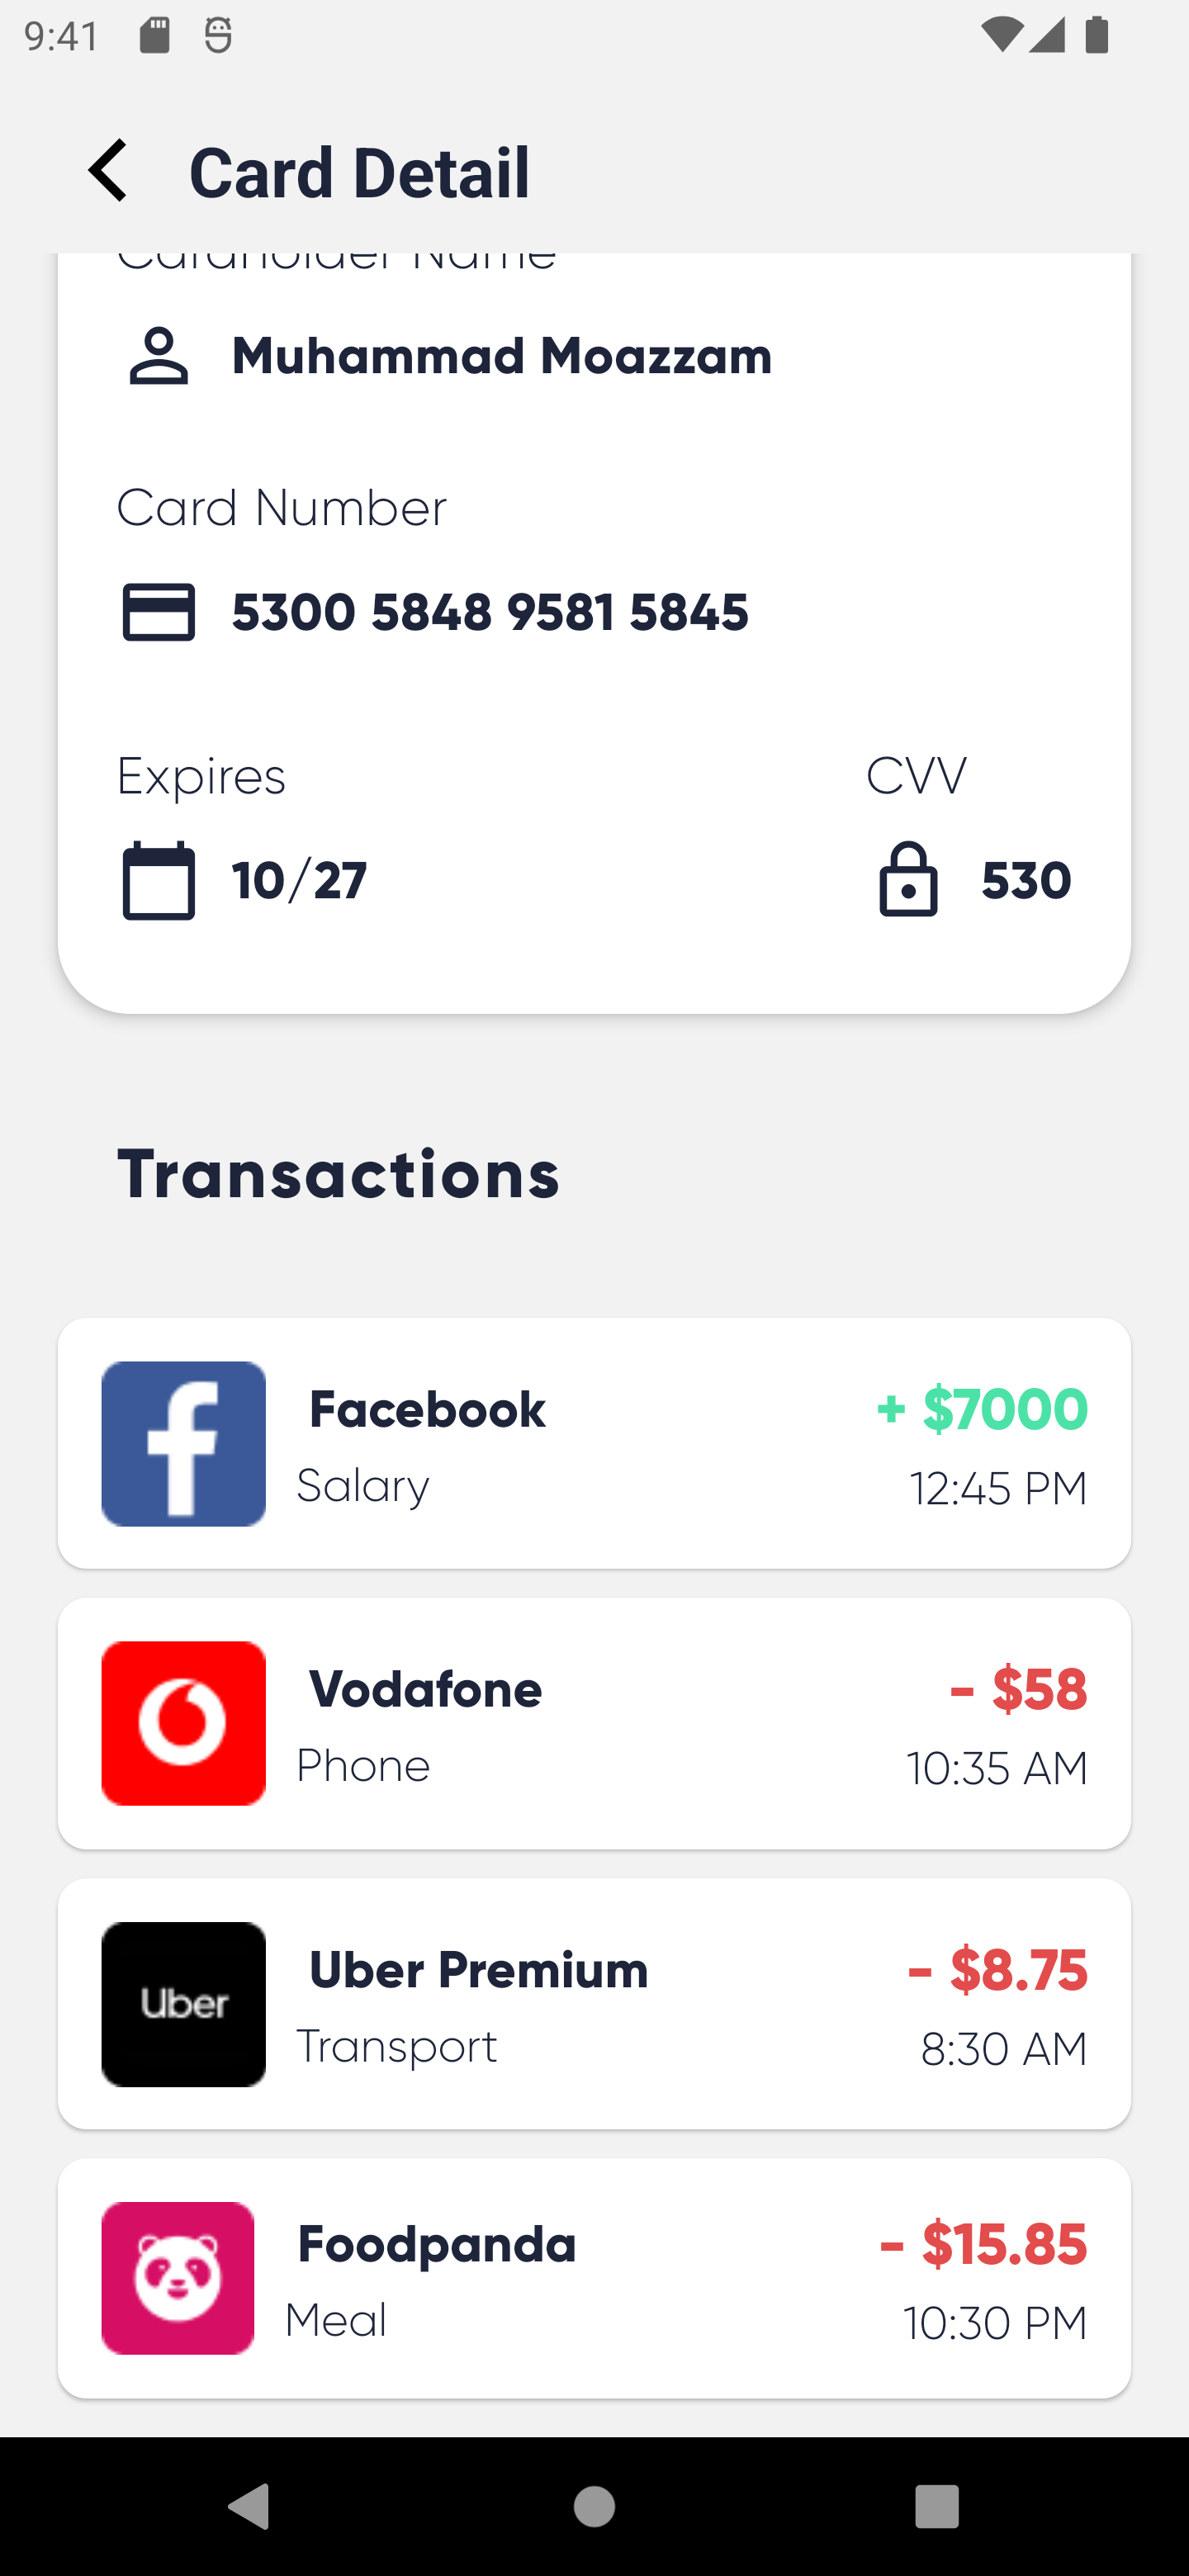 9:41
Card Detail
Cardholder Name
Muhammad Moazzam
Card Number
5300 5848 9581 5845
Expires
CVV
10/27
530
Transactions
Facebook
+ $7000
Salary
12:45 PM
Vodafone
- $58
Phone
10:35 AM
Uber
Uber Premium
- $8.75
Transport
8:30 AM
Foodpanda
- $15.85
Meal
10:30 PM